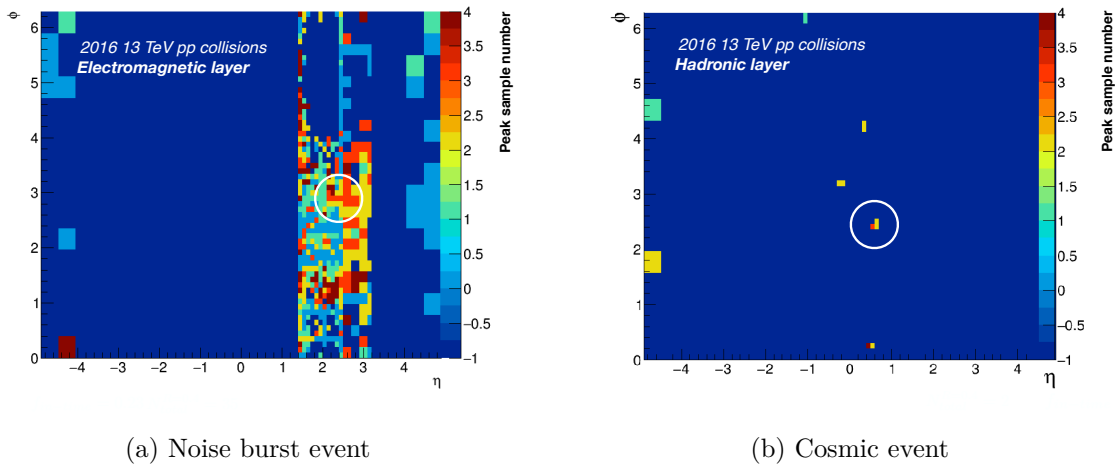 ϕ
2016 13 TeV pp collisions
Electromagnetic layer
6
5
4
3
2
1
0
−4 −3 −2 −1 0 1 2 3 4
η
4
3.5
3
2.5
2
1.5
1
0.5
0
−0.5
−1
Peak sample number
(a) Noise burst event
ϕ
2016 13 TeV pp collisions
Hadronic layer
6
5
4
3
2
1
0
−4 −3 −2 −1 0 1 2 3 4
η
4
3.5
3
2.5
2
1.5
1
0.5
0
−0.5
−1
Peak sample number
(b) Cosmic event